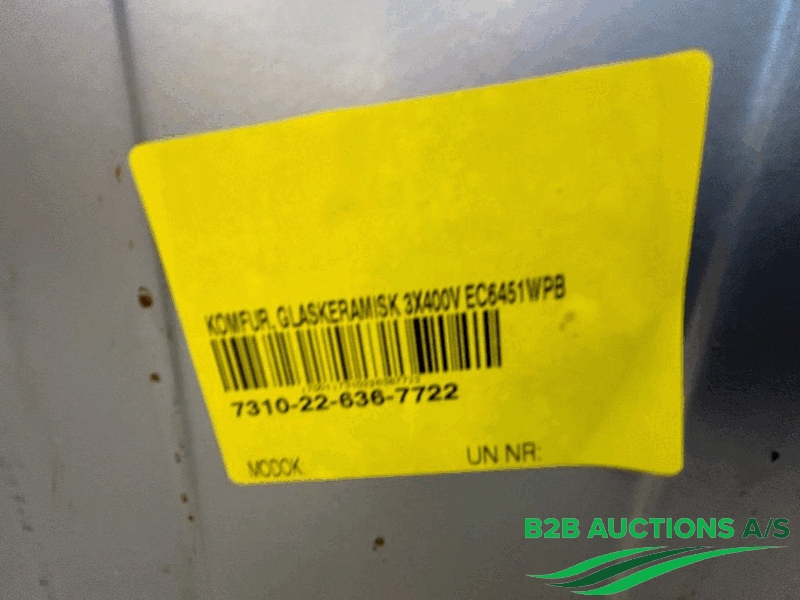 KOMFUR, GLASKERAMISK 3X400V EC6451WPB
7310-22-636-7722
MODOK:
UN NR:
B2B AUCTIONS A/S